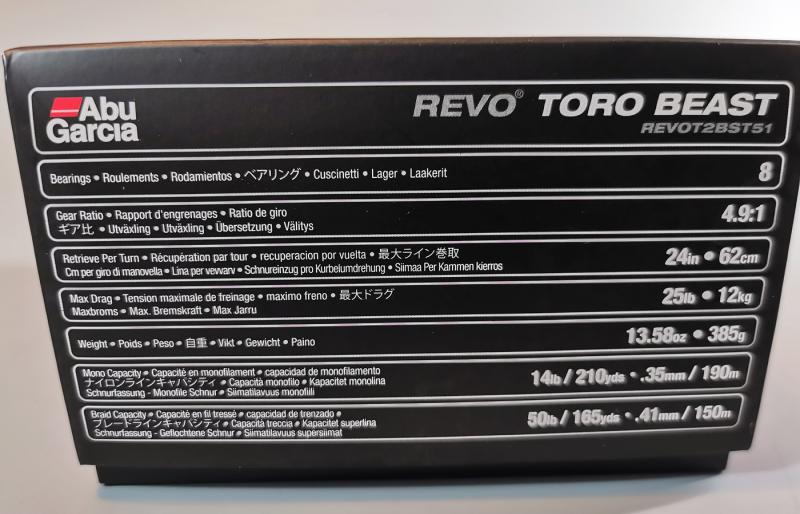 Abu
Garcia
REVO® TORO BEAST
REVOT2BST51
Bearings • Roulements • Rodamientos • ベアリング • Cuscinetti • Lager • Laakerit
8
Gear Ratio • Rapport d'engrenages • Ratio de giro
ギア比 • Utväxling • Utväxling • Übersetzung • Välitys
4.9:1
Retrieve Per Turn • Récupération par tour • recuperacion por vuelta • 最大ライン巻取
Cm per giro di manovella • Lina per vevvarv • Schnureinzug pro Kurbelumdrehung • Siimaa Per Kammen kierros
24in • 62cm
Max Drag • Tension maximale de freinage • maximo freno • 最大ドラグ
Maxbroms • Max. Bremskraft • Max Jarru
25lb • 12kg
Weight • Poids • Peso • 自重 • Vikt • Gewicht • Paino
13.58oz • 385g
Mono Capacity • Capacité en monofilament • capacidad de monofilamento
ナイロンラインキャパシティ • Capacità monofilo • Kapacitet monolina
Schnurfassung - Monofile Schnur • Siimatilavuus monofiili
14lb / 210yds • .35mm / 190m
Braid Capacity • Capacité en fil tressé • capacidad de trenzado •
ブレードラインキャパシティ • Capacità treccia • Kapacitet superlina
Schnurfassung - Geflochtene Schnur • Siimatilavuus supersiimat
50lb / 165yds • .41mm / 150m